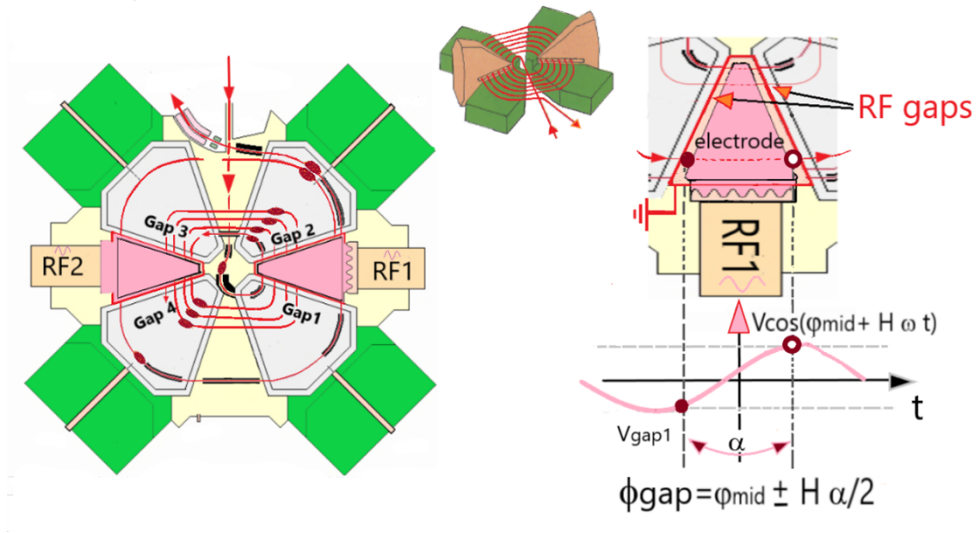 RF gaps
electrode
Gap 3
Gap 2
RF2
RF1
Gap 4
Gap1
RF1
Vcos(φmid+ H ω t)
t
Vgap1
α
ϕgap=φmid ± H α/2